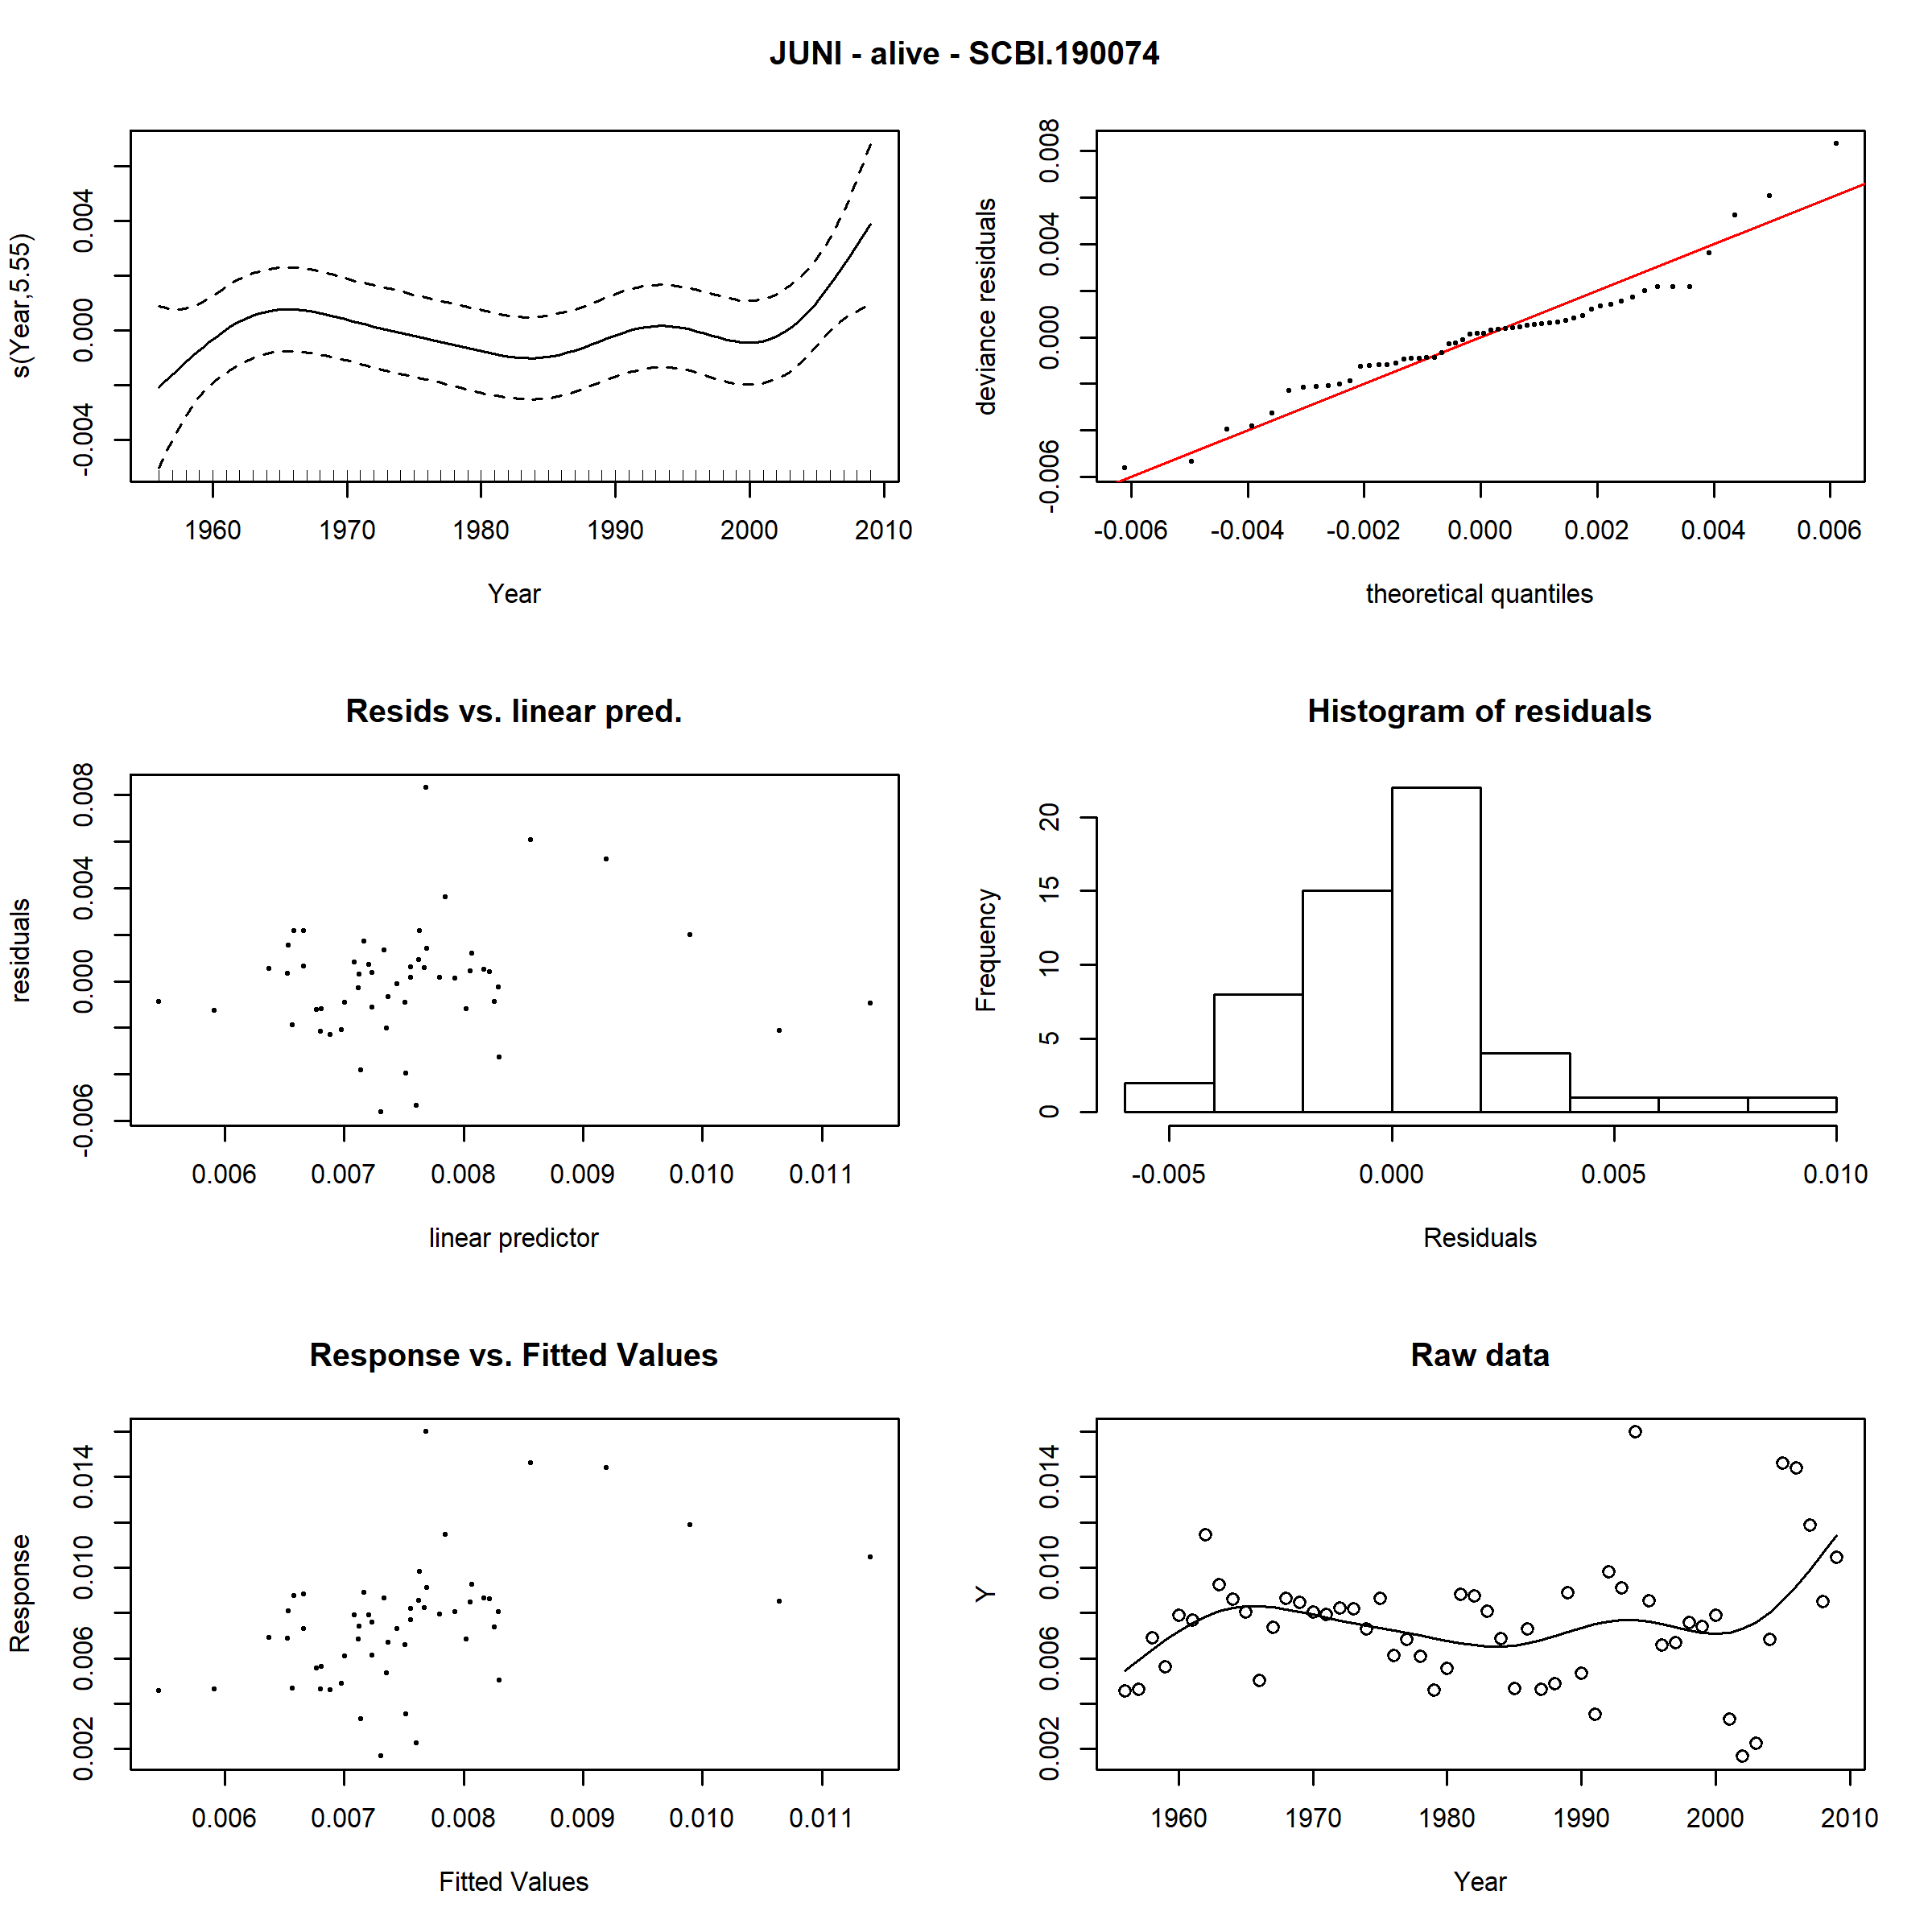 JUNI - alive - SCBI.190074
s(Year,5.55)
-0.004 0.000 0.004
1960 1970 1980 1990 2000 2010
Year
deviance residuals
-0.006 0.000 0.004 0.008
-0.006 -0.004 -0.002 0.000 0.002 0.004 0.006
theoretical quantiles
Resids vs. linear pred.
residuals
-0.006 0.000 0.004 0.008
0.006 0.007 0.008 0.009 0.010 0.011
linear predictor
Histogram of residuals
Frequency
0 5 10 15 20
-0.005 0.000 0.005 0.010
Residuals
Response vs. Fitted Values
Response
0.002 0.006 0.010 0.014
0.006 0.007 0.008 0.009 0.010 0.011
Fitted Values
Raw data
Y
0.002 0.006 0.010 0.014
1960 1970 1980 1990 2000 2010
Year